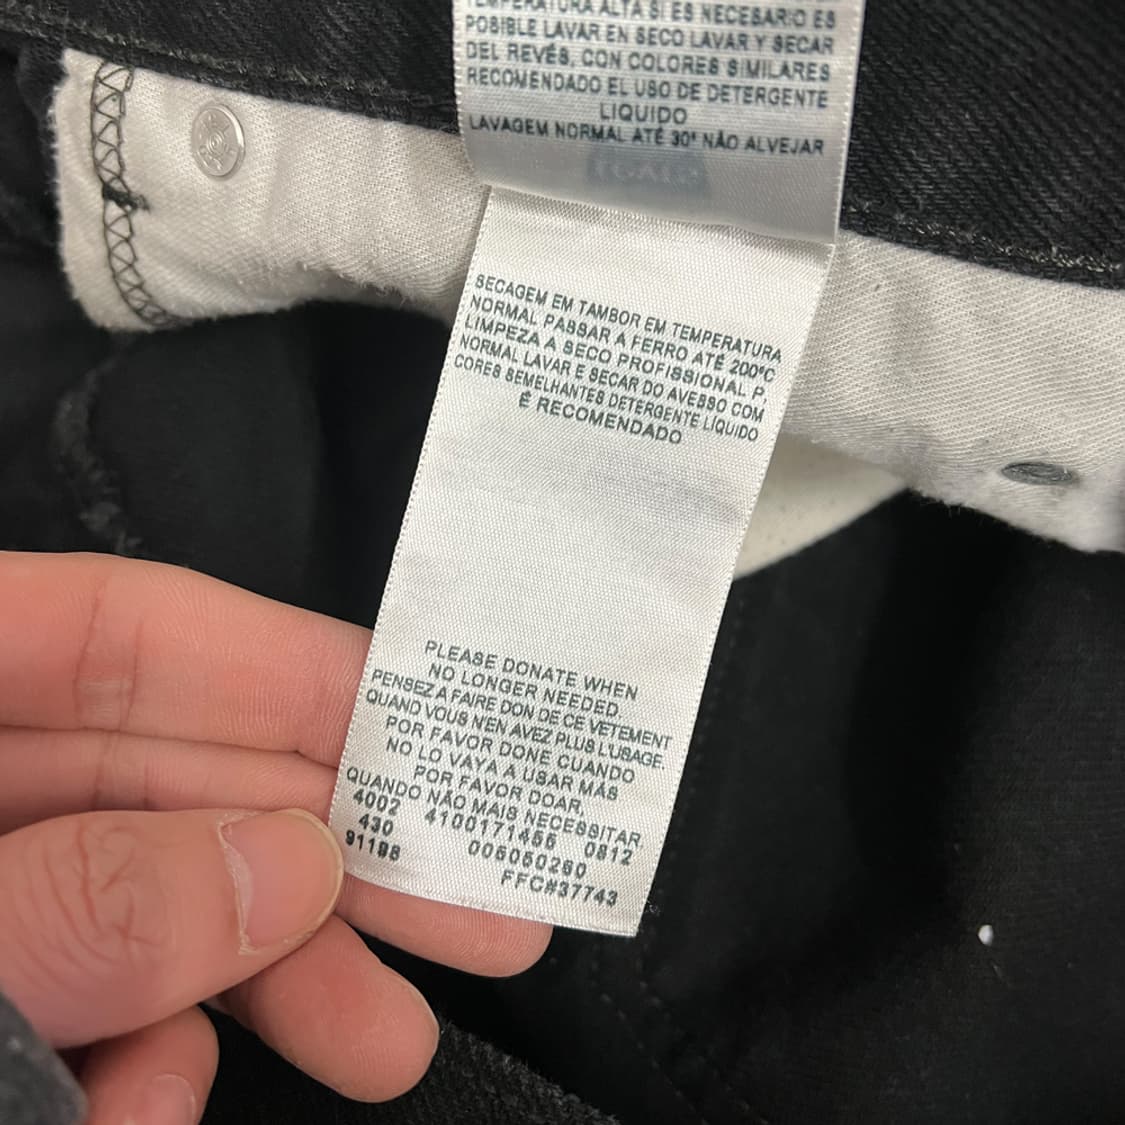 TEMPERATURA ALTA SI ES NECESARIO ES
POSIBLE LAVAR EN SECO LAVAR Y SECAR
DEL REVÉS, CON COLORES SIMILARES
RECOMENDADO EL USO DE DETERGENTE
LIQUIDO
LAVAGEM NORMAL ATÉ 30° NÃO ALVEJAR
SECAGEM EM TAMBOR EM TEMPERATURA
NORMAL PASSAR A FERRO ATÉ 200°C
LIMPEZA A SECO PROFISSIONAL P.
NORMAL LAVAR E SECAR DO AVESSO COM
CORES SEMELHANTES DETERGENTE LÍQUIDO
É RECOMENDADO
PLEASE DONATE WHEN
NO LONGER NEEDED
PENSEZ A FAIRE DON DE CE VETEMENT
QUAND VOUS N'EN AVEZ PLUS L'USAGE.
POR FAVOR DONE CUANDO
NO LO VAYA A USAR MÁS
POR FAVOR DOAR,
QUANDO NÃO MAIS NECESSITAR.
4002 4100171456 0812
430 005050260
91198 FFC#37743